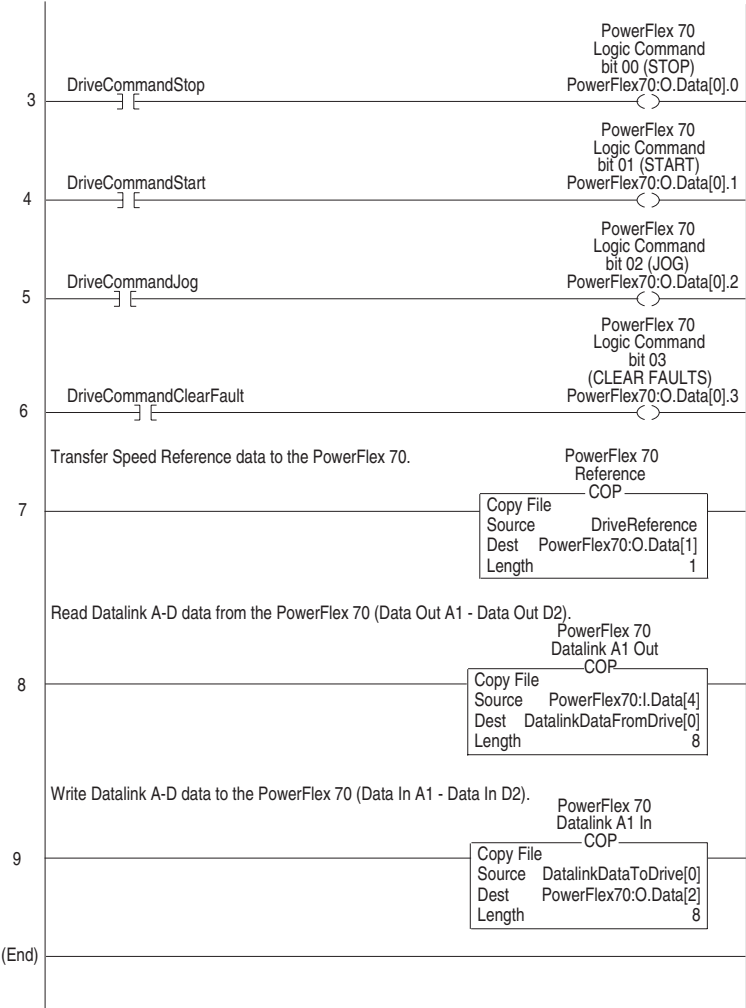 PowerFlex 70
Logic Command
bit 00 (STOP)
DriveCommandStop
PowerFlex70:O.Data[0].0
3
PowerFlex 70
Logic Command
bit 01 (START)
DriveCommandStart
PowerFlex70:O.Data[0].1
4
PowerFlex 70
Logic Command
bit 02 (JOG)
DriveCommandJog
PowerFlex70:O.Data[0].2
5
PowerFlex 70
Logic Command
bit 03
(CLEAR FAULTS)
DriveCommandClearFault
PowerFlex70:O.Data[0].3
6
Transfer Speed Reference data to the PowerFlex 70.
PowerFlex 70
Reference
COP
7
Copy File
Source DriveReference
Dest PowerFlex70:O.Data[1]
Length 1
Read Datalink A-D data from the PowerFlex 70 (Data Out A1 - Data Out D2).
PowerFlex 70
Datalink A1 Out
COP
8
Copy File
Source PowerFlex70:I.Data[4]
Dest DatalinkDataFromDrive[0]
Length 8
Write Datalink A-D data to the PowerFlex 70 (Data In A1 - Data In D2).
PowerFlex 70
Datalink A1 In
COP
9
Copy File
Source DatalinkDataToDrive[0]
Dest PowerFlex70:O.Data[2]
Length 8
(End)